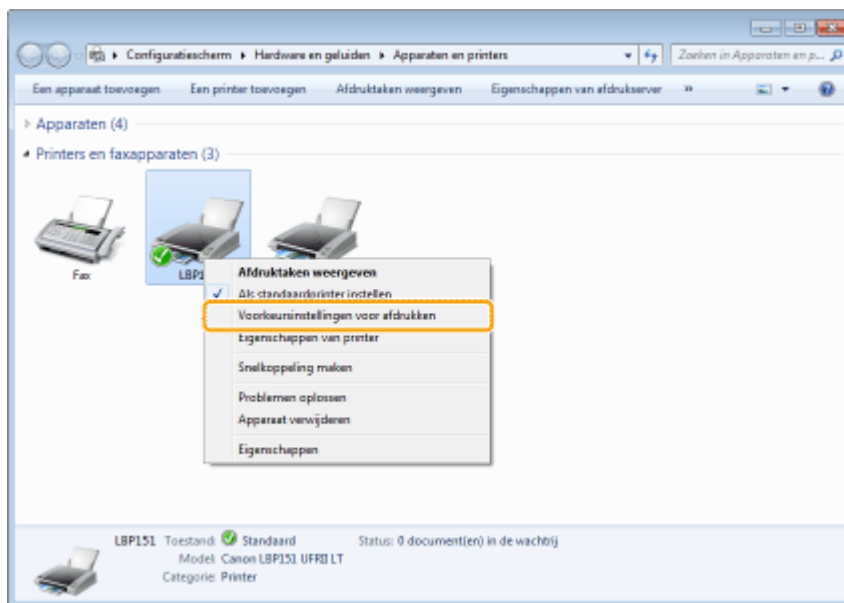 Configuratiescherm ▸ Hardware en geluiden ▸ Apparaten en printers
Zoeken in Apparaten en p...
Een apparaat toevoegen Een printer toevoegen Afdruktaken weergeven Eigenschappen van afdrukserver »
Apparaten (4)
Printers en faxapparaten (3)
Fax
LBP1
Afdruktaken weergeven
Als standaardprinter instellen
Voorkeursinstellingen voor afdrukken
Eigenschappen van printer
Snelkoppeling maken
Problemen oplossen
Apparaat verwijderen
Eigenschappen
LBP151 Toestand: Standaard Status: 0 document(en) in de wachtrij
Model: Canon LBP151 UFRII LT
Categorie: Printer